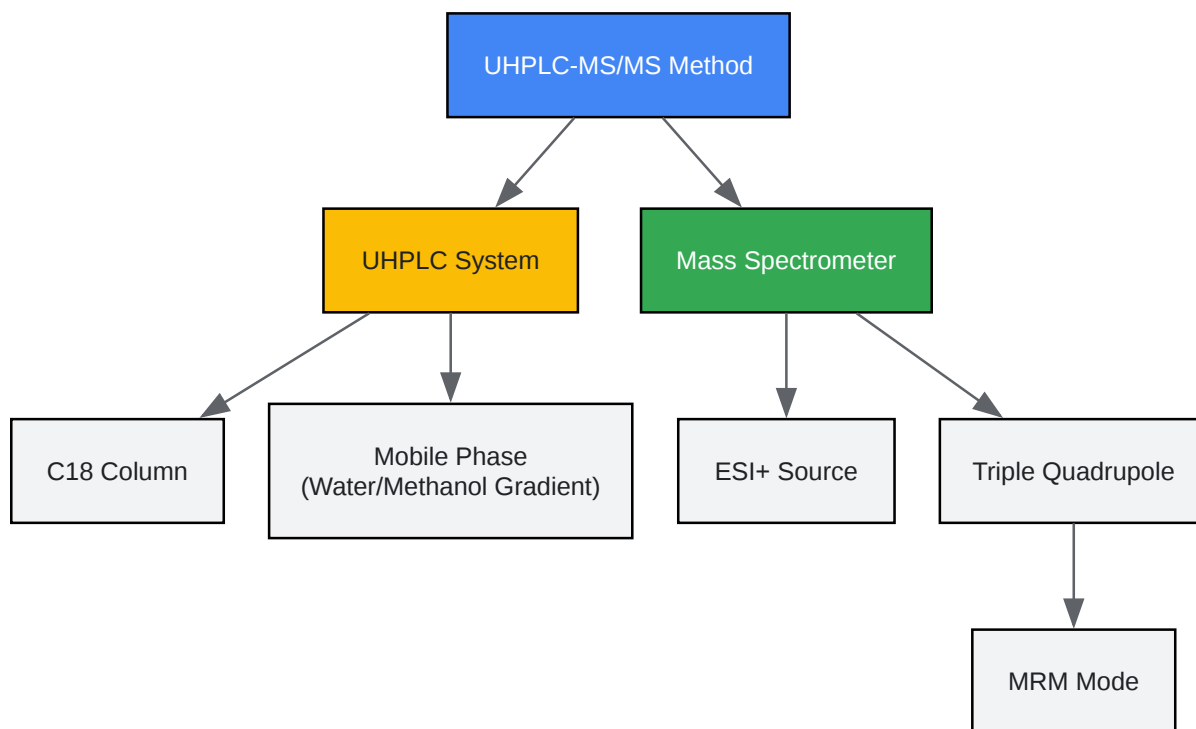 UHPLC-MS/MS Method
UHPLC System
Mass Spectrometer
C18 Column
Mobile Phase
(Water/Methanol Gradient)
ESI+ Source
Triple Quadrupole
MRM Mode